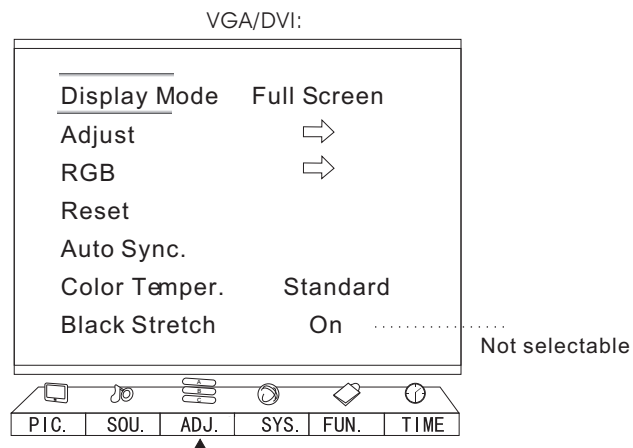 VGA/DVI:
Display Mode Full Screen
Adjust
RGB
Reset
Auto Sync.
Color Temper. Standard
Black Stretch On
Not selectable
A
B
C
PIC. SOU. ADJ. SYS. FUN. TIME